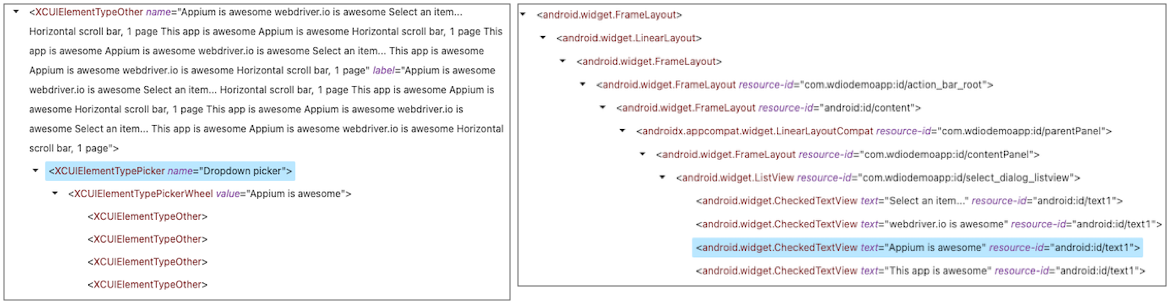 <XCUIElementTypeOther name="Appium is awesome webdriver.io is awesome Select an item...
Horizontal scroll bar, 1 page This app is awesome Appium is awesome Horizontal scroll bar, 1 page This
app is awesome Appium is awesome webdriver.io is awesome Select an item... This app is awesome
Appium is awesome webdriver.io is awesome Horizontal scroll bar, 1 page" label="Appium is awesome
webdriver.io is awesome Select an item... Horizontal scroll bar, 1 page This app is awesome Appium is
awesome Horizontal scroll bar, 1 page This app is awesome Appium is awesome webdriver.io is
awesome Select an item... This app is awesome Appium is awesome webdriver.io is awesome Horizontal
scroll bar, 1 page">
<XCUIElementTypePicker name="Dropdown picker">
<XCUIElementTypePickerWheel value="Appium is awesome">
<XCUIElementTypeOther>
<XCUIElementTypeOther>
<XCUIElementTypeOther>
<XCUIElementTypeOther>
<android.widget.FrameLayout>
<android.widget.LinearLayout>
<android.widget.FrameLayout>
<android.widget.FrameLayout resource-id="com.wdiodemoapp:id/action_bar_root">
<android.widget.FrameLayout resource-id="android:id/content">
<androidx.appcompat.widget.LinearLayoutCompat resource-id="com.wdiodemoapp:id/parentPanel">
<android.widget.FrameLayout resource-id="com.wdiodemoapp:id/contentPanel">
<android.widget.ListView resource-id="com.wdiodemoapp:id/select_dialog_listview">
<android.widget.CheckedTextView text="Select an item..." resource-id="android:id/text1">
<android.widget.CheckedTextView text="webdriver.io is awesome" resource-id="android:id/text1">
<android.widget.CheckedTextView text="Appium is awesome" resource-id="android:id/text1">
<android.widget.CheckedTextView text="This app is awesome" resource-id="android:id/text1">